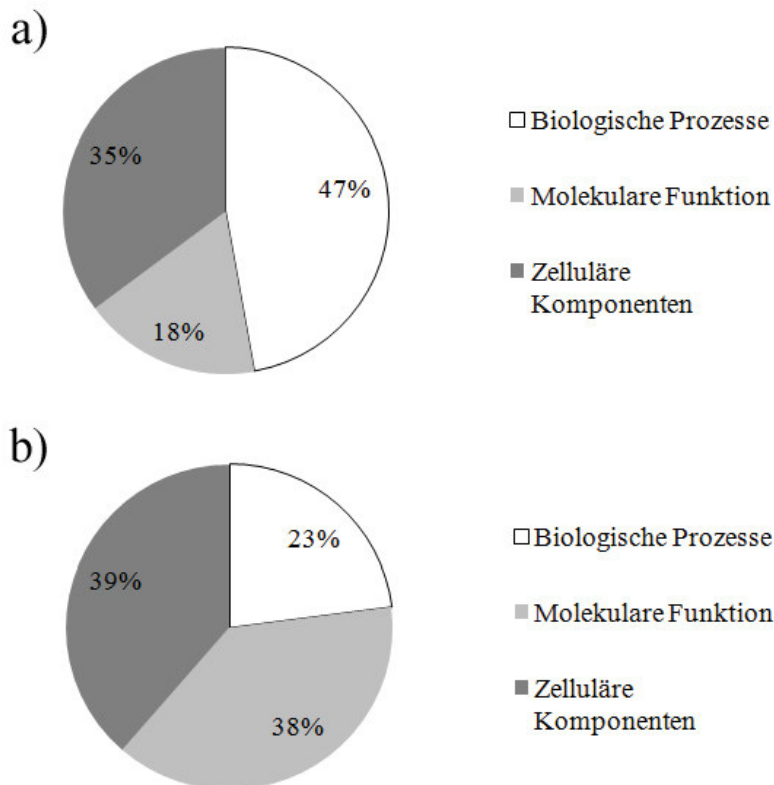 a)
35%
47%
18%
Biologische Prozesse
Molekulare Funktion
Zelluläre
Komponenten
b)
23%
39%
38%
Biologische Prozesse
Molekulare Funktion
Zelluläre
Komponenten